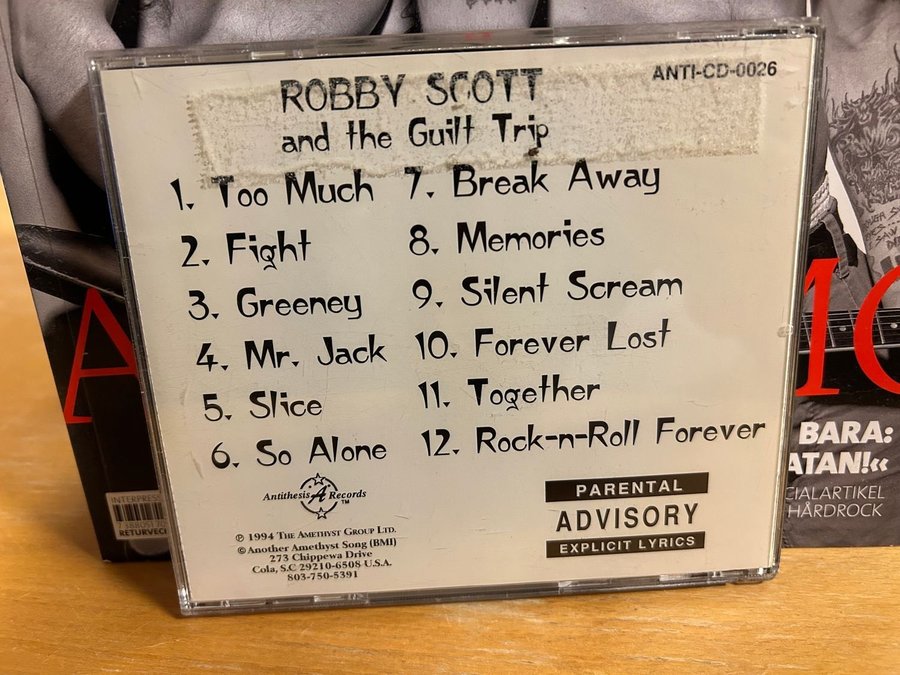 ROBBY SCOTT
and the Guilt Trip
ANTI-CD-0026
1. Too Much
2. Fight
3. Greeney
4. Mr. Jack
5. Slice
6. So Alone
7. Break Away
8. Memories
9. Silent Scream
10. Forever Lost
11. Together
12. Rock-n-Roll Forever
Antithesis A Records
TM
℗ 1994 THE AMETHYST GROUP LTD.
© Another Amethyst Song (BMI)
273 Chippewa Drive
Cola, S.C 29210-6508 U.S.A.
803-750-5391
PARENTAL
ADVISORY
EXPLICIT LYRICS
BARA:
ATAN!«
CIALARTIKEL
HÅRDROCK
INTERPRES
RETURVEC